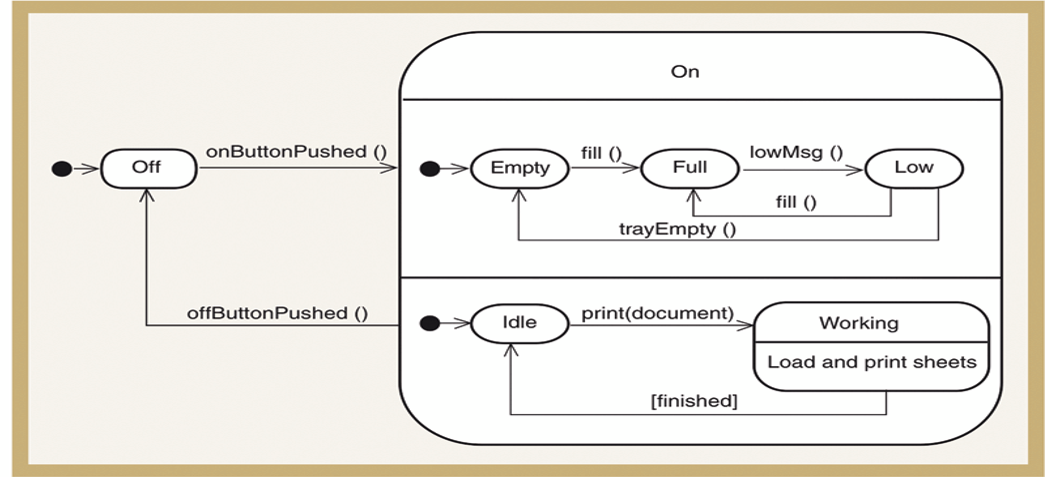 On
Off
onButtonPushed ()
Empty
fill ()
Full
lowMsg ()
Low
fill ()
trayEmpty ()
offButtonPushed ()
Idle
print(document)
Working
Load and print sheets
[finished]